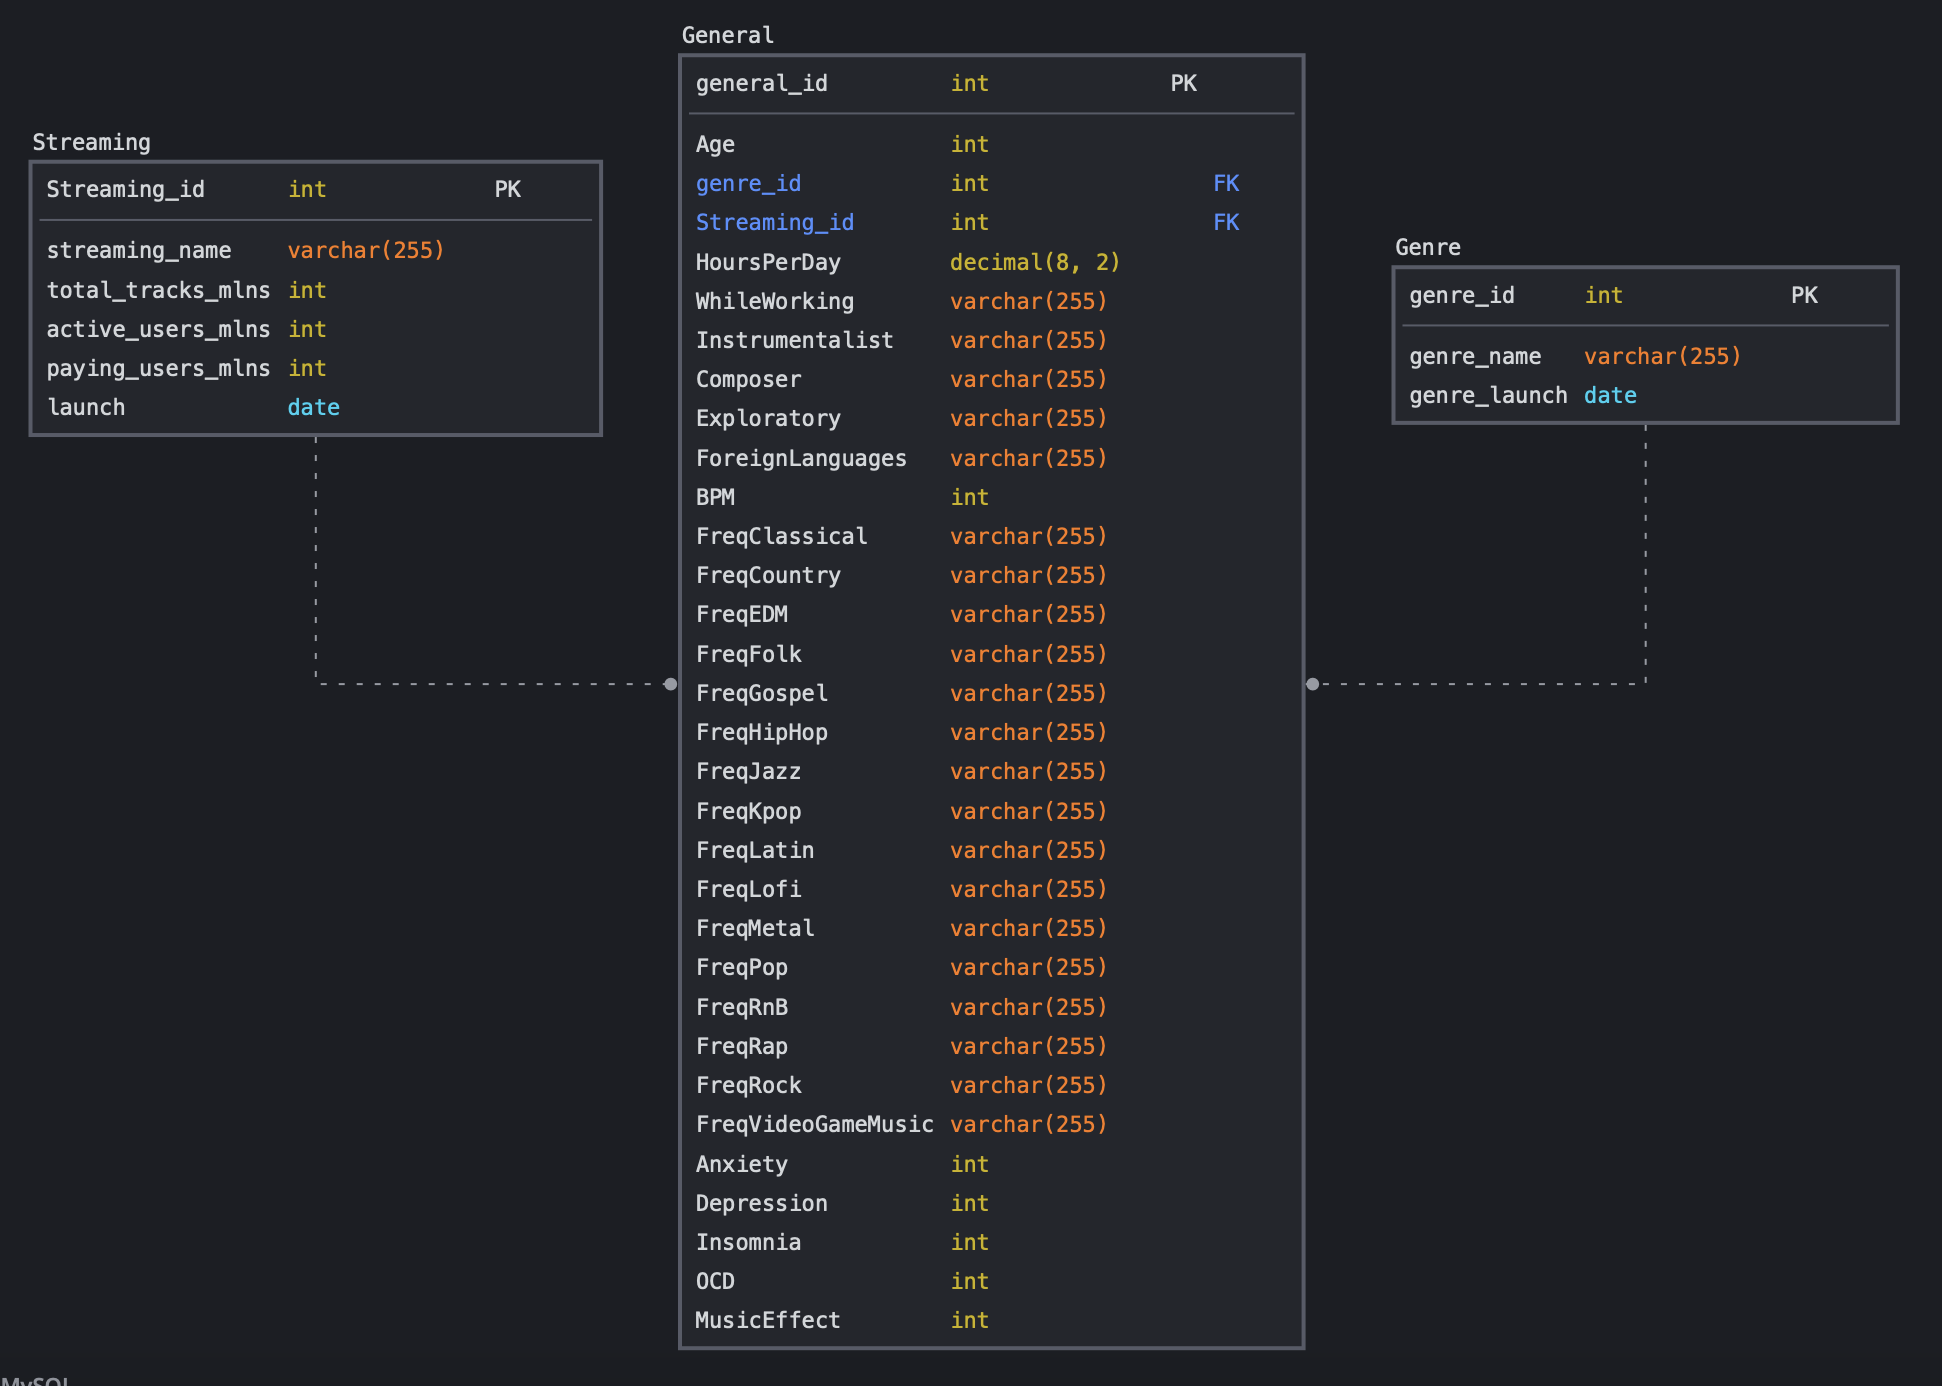 General
general_id int PK
Age int
genre_id int FK
Streaming_id int FK
HoursPerDay decimal(8, 2)
WhileWorking varchar(255)
Instrumentalist varchar(255)
Composer varchar(255)
Exploratory varchar(255)
ForeignLanguages varchar(255)
BPM int
FreqClassical varchar(255)
FreqCountry varchar(255)
FreqEDM varchar(255)
FreqFolk varchar(255)
FreqGospel varchar(255)
FreqHipHop varchar(255)
FreqJazz varchar(255)
FreqKpop varchar(255)
FreqLatin varchar(255)
FreqLofi varchar(255)
FreqMetal varchar(255)
FreqPop varchar(255)
FreqRnB varchar(255)
FreqRap varchar(255)
FreqRock varchar(255)
FreqVideoGameMusic varchar(255)
Anxiety int
Depression int
Insomnia int
OCD int
MusicEffect int
Streaming
Streaming_id int PK
streaming_name varchar(255)
total_tracks_mlns int
active_users_mlns int
paying_users_mlns int
launch date
Genre
genre_id int PK
genre_name varchar(255)
genre_launch date
MySQL